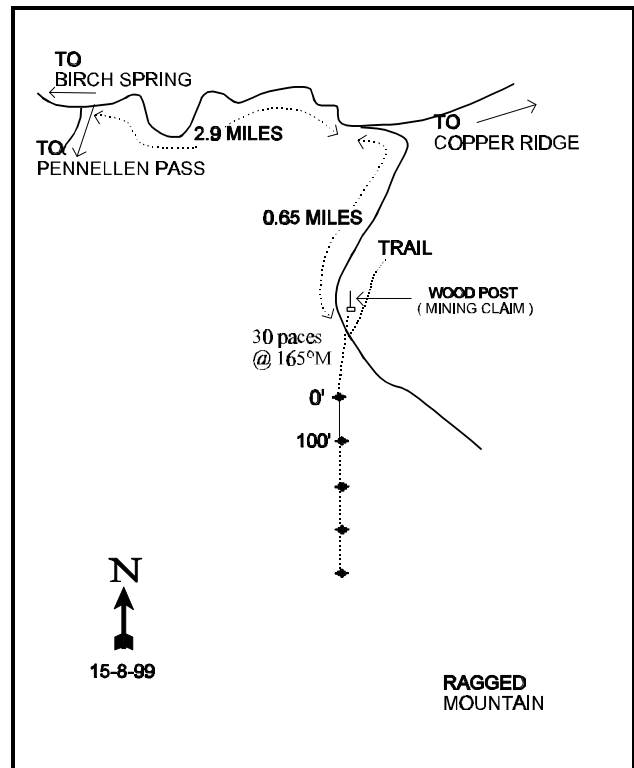 TO
BIRCH SPRING
2.9 MILES
TO
COPPER RIDGE
TO
PENNELLEN PASS
0.65 MILES
TRAIL
WOOD POST
( MINING CLAIM )
30 paces
@ 165°M
0'
100'
N
15-8-99
RAGGED
MOUNTAIN